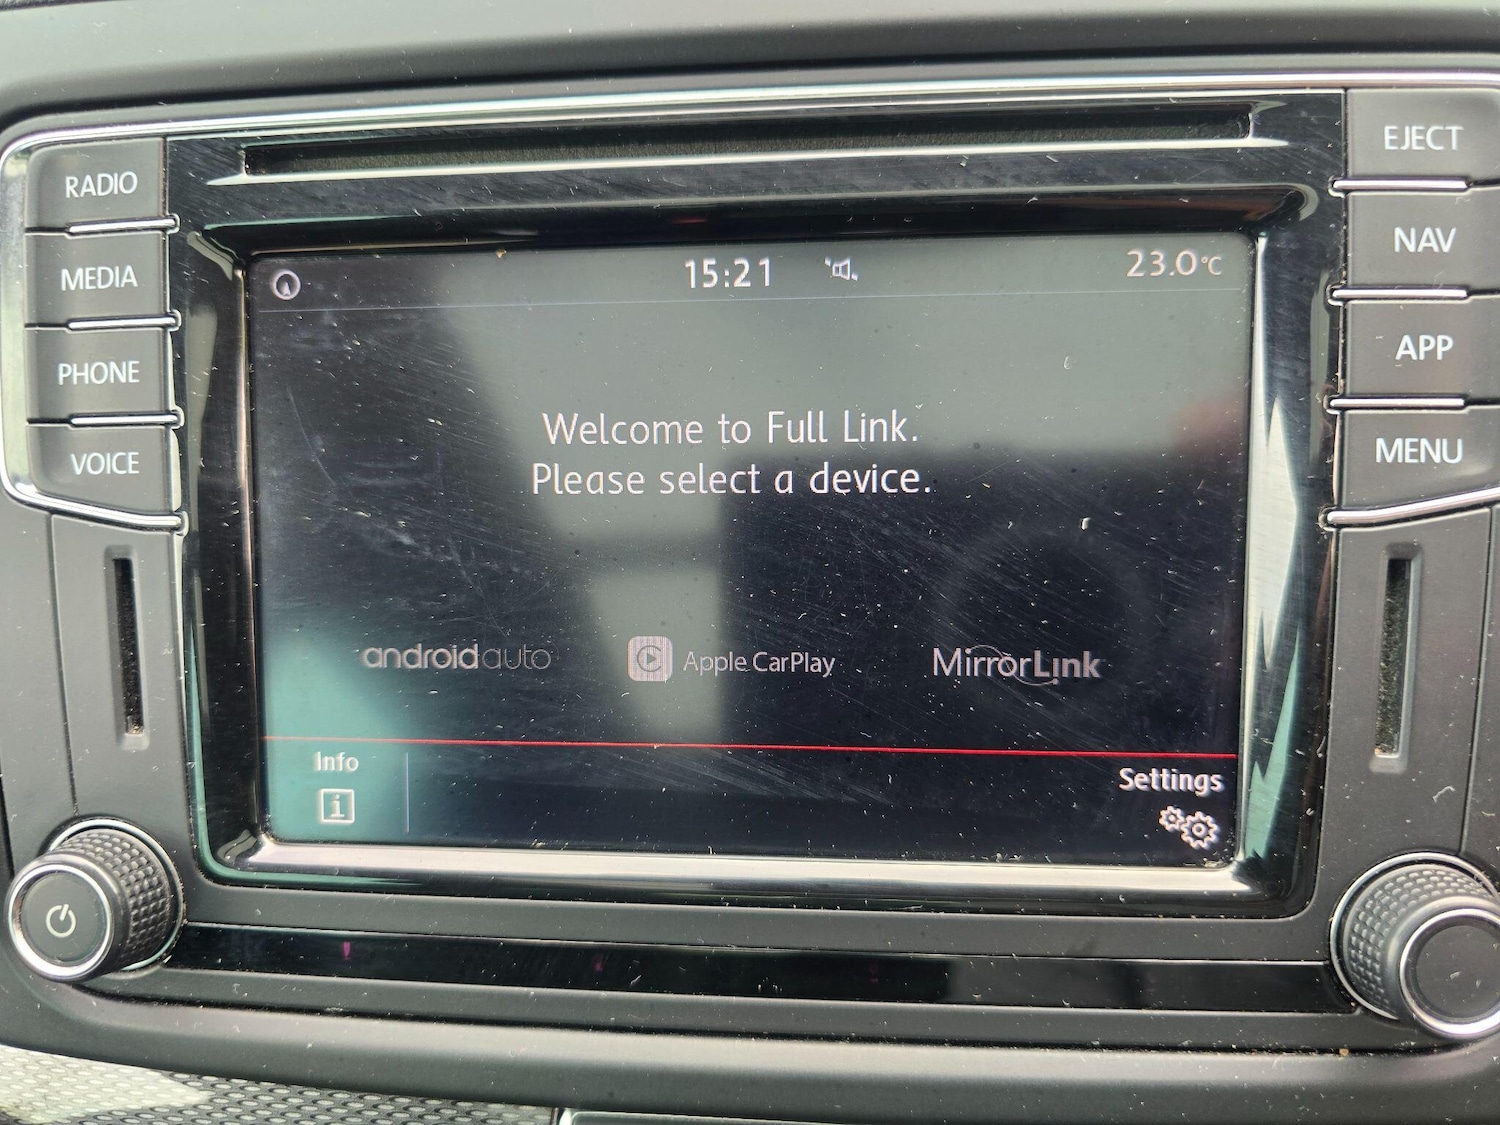 RADIO
MEDIA
PHONE
VOICE
EJECT
NAV
APP
MENU
15:21
23.0°C
Welcome to Full Link.
Please select a device.
androidauto
Apple CarPlay
MirrorLink
Info
i
Settings